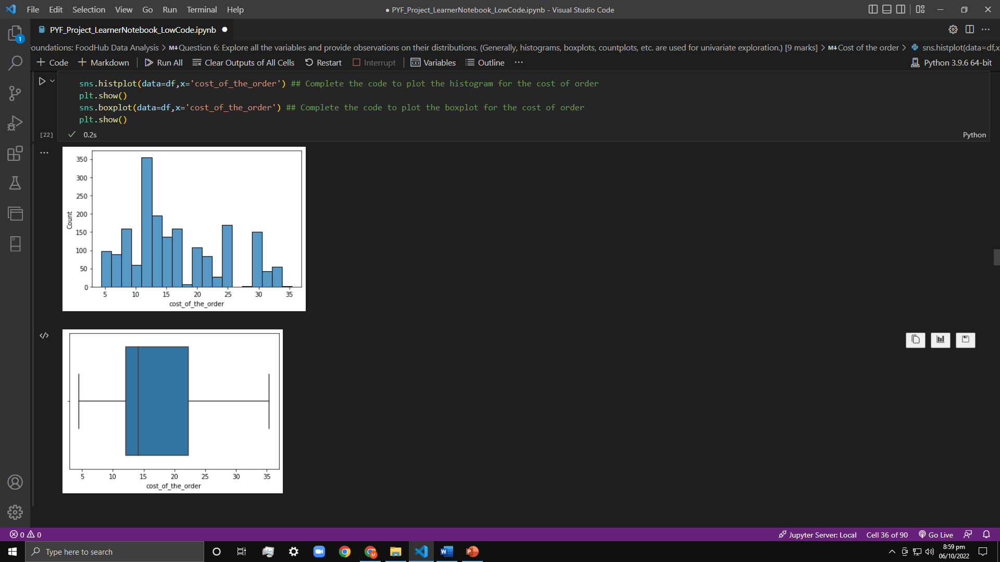 File Edit Selection View Go Run Terminal Help
● PYF_Project_LearnerNotebook_LowCode.ipynb - Visual Studio Code
PYF_Project_LearnerNotebook_LowCode.ipynb ●
oundations: FoodHub Data Analysis > M↓Question 6: Explore all the variables and provide observations on their distributions. (Generally, histograms, boxplots, countplots, etc. are used for univariate exploration.) [9 marks] > M↓Cost of the order > sns.histplot(data=df,x
+ Code + Markdown Run All Clear Outputs of All Cells Restart Interrupt Variables Outline ... Python 3.9.6 64-bit
sns.histplot(data=df,x='cost_of_the_order') ## Complete the code to plot the histogram for the cost of order
plt.show()
sns.boxplot(data=df,x='cost_of_the_order') ## Complete the code to plot the boxplot for the cost of order
plt.show()
[22] 0.2s Python
350
300
250
200
150
100
50
0
Count
5 10 15 20 25 30 35
cost_of_the_order
5 10 15 20 25 30 35
cost_of_the_order
1
0 0 Jupyter Server: Local Cell 36 of 90 Go Live
Type here to search
8:59 pm
06/10/2022